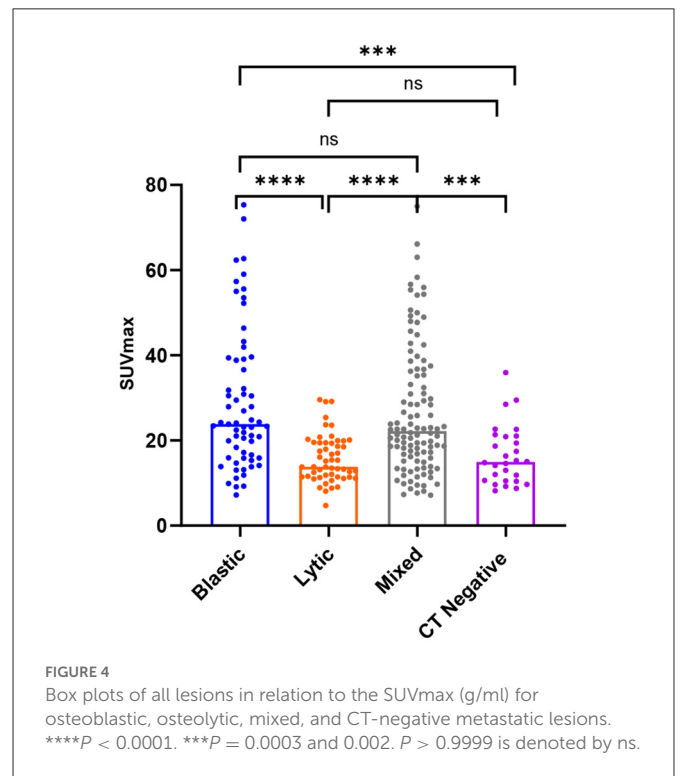 ***
ns
ns
**** **** ***
80
60
40
20
0
SUVmax
Blastic
Lytic
Mixed
CT Negative
FIGURE 4
Box plots of all lesions in relation to the SUVmax (g/ml) for
osteoblastic, osteolytic, mixed, and CT-negative metastatic lesions.
****P < 0.0001. ***P = 0.0003 and 0.002. P > 0.9999 is denoted by ns.